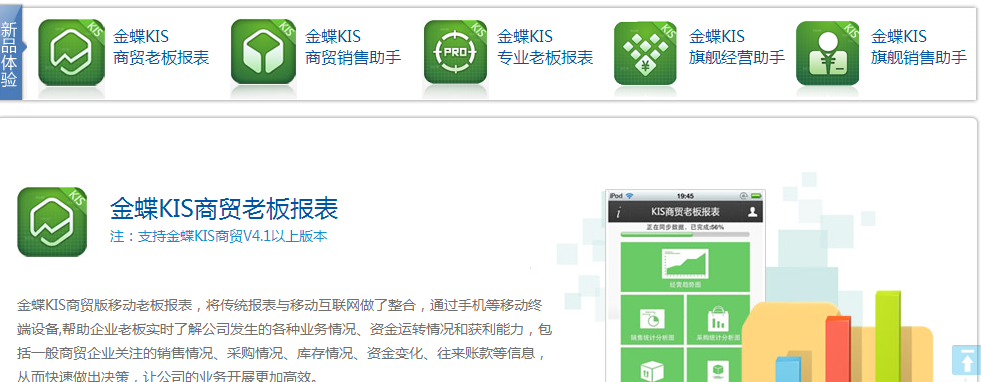 新品体验
KIS
金蝶KIS
商贸老板报表
KIS
金蝶KIS
商贸销售助手
PRO
KIS
金蝶KIS
专业老板报表
KIS
金蝶KIS
旗舰经营助手
KIS
金蝶KIS
旗舰销售助手
KIS
金蝶KIS商贸老板报表
注：支持金蝶KIS商贸V4.1以上版本
金蝶KIS商贸版移动老板报表，将传统报表与移动互联网做了整合，通过手机等移动终
端设备,帮助企业老板实时了解公司发生的各种业务情况、资金运转情况和获利能力，包
括一般商贸企业关注的销售情况、采购情况、库存情况、资金变化、往来账款等信息，
从而快速做出决策，让公司的业务开展更加高效。
iPod
19:45
i
KIS商贸老板报表
正在同步数据，已完成:56%
经营趋势图
销售统计分析图
采购统计分析图